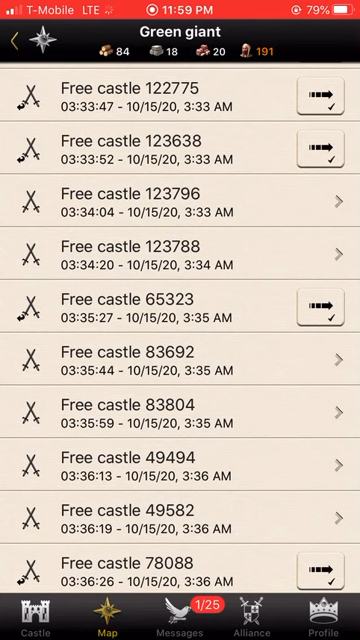 T-Mobile LTE 11:59 PM 79%
Green giant
84 18 20 191
Free castle 122775
03:33:47 - 10/15/20, 3:33 AM
Free castle 123638
03:33:52 - 10/15/20, 3:33 AM
Free castle 123796
03:34:04 - 10/15/20, 3:33 AM
Free castle 123788
03:34:20 - 10/15/20, 3:34 AM
Free castle 65323
03:35:27 - 10/15/20, 3:35 AM
Free castle 83692
03:35:44 - 10/15/20, 3:35 AM
Free castle 83804
03:35:59 - 10/15/20, 3:35 AM
Free castle 49494
03:36:13 - 10/15/20, 3:36 AM
Free castle 49582
03:36:19 - 10/15/20, 3:36 AM
Free castle 78088
03:36:26 - 10/15/20, 3:36 AM
1/25
Castle Map Messages Alliance Profile